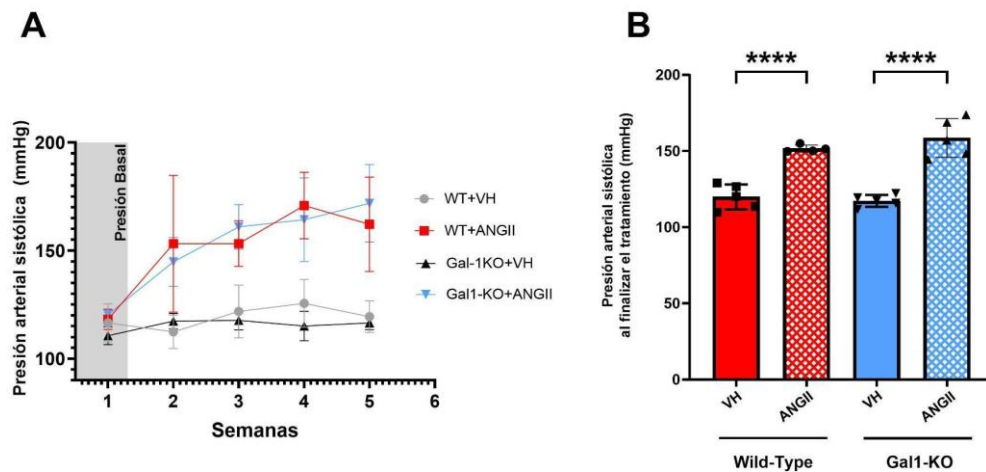 A
Presión arterial sistólica (mmHg)
200
150
100
Presión Basal
1 2 3 4 5 6
Semanas
WT+VH
WT+ANGII
Gal-1KO+VH
Gal1-KO+ANGII
B
Presión arterial sistólica
al finalizar el tratamiento (mmHg)
200
150
100
50
0
**** ****
VH ANGII VH ANGII
Wild-Type Gal1-KO